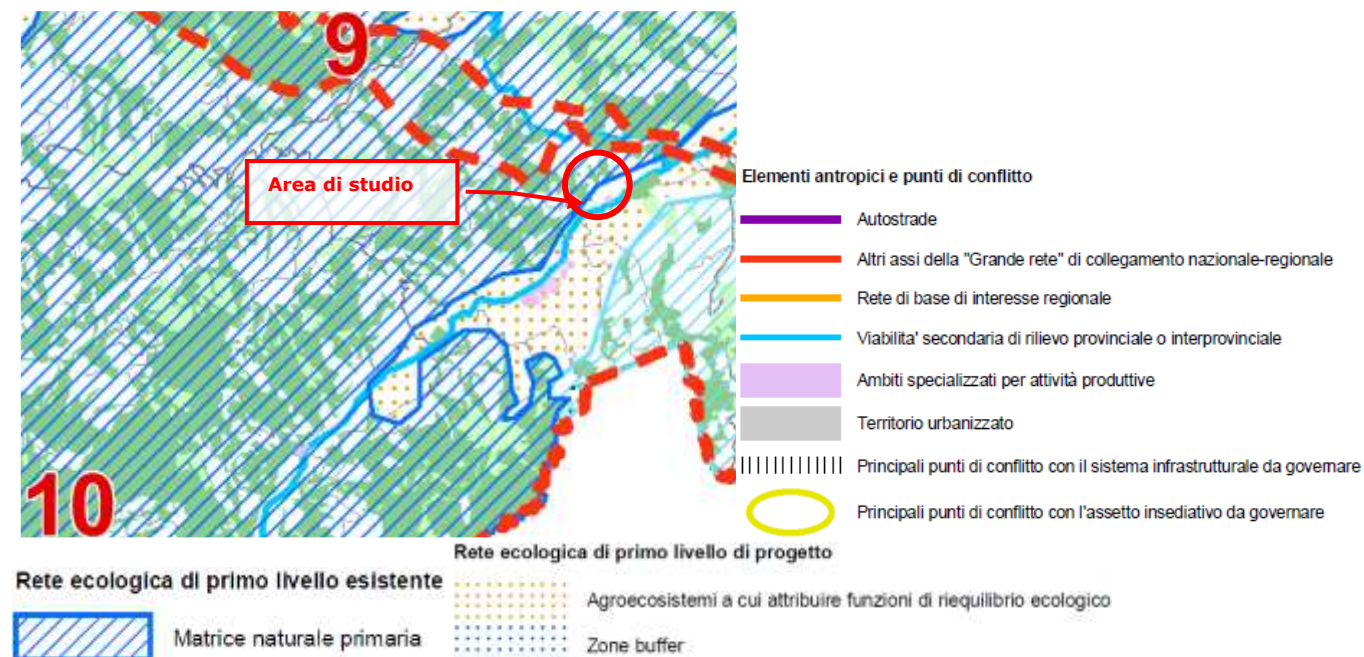 9
Area di studio
10
Elementi antropici e punti di conflitto
Autostrade
Altri assi della "Grande rete" di collegamento nazionale-regionale
Rete di base di interesse regionale
Viabilita' secondaria di rilievo provinciale o interprovinciale
Ambiti specializzati per attività produttive
Territorio urbanizzato
Principali punti di conflitto con il sistema infrastrutturale da governare
Principali punti di conflitto con l'assetto insediativo da governare
Rete ecologica di primo livello esistente
Matrice naturale primaria
Rete ecologica di primo livello di progetto
Agroecosistemi a cui attribuire funzioni di riequilibrio ecologico
Zone buffer